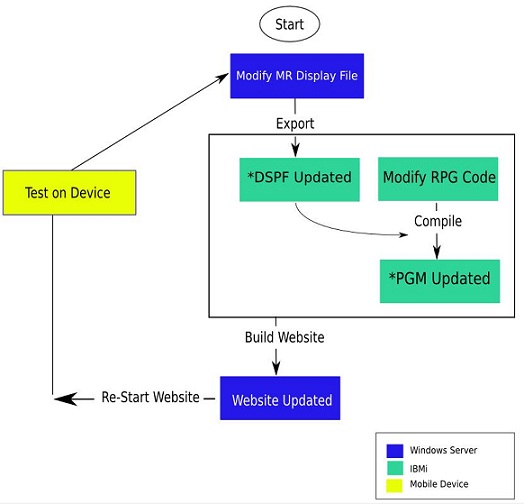 Start
Modify MR Display File
Export
*DSPF Updated
Modify RPG Code
Test on Device
Compile
*PGM Updated
Build Website
Re-Start Website
Website Updated
Windows Server
IBMi
Mobile Device